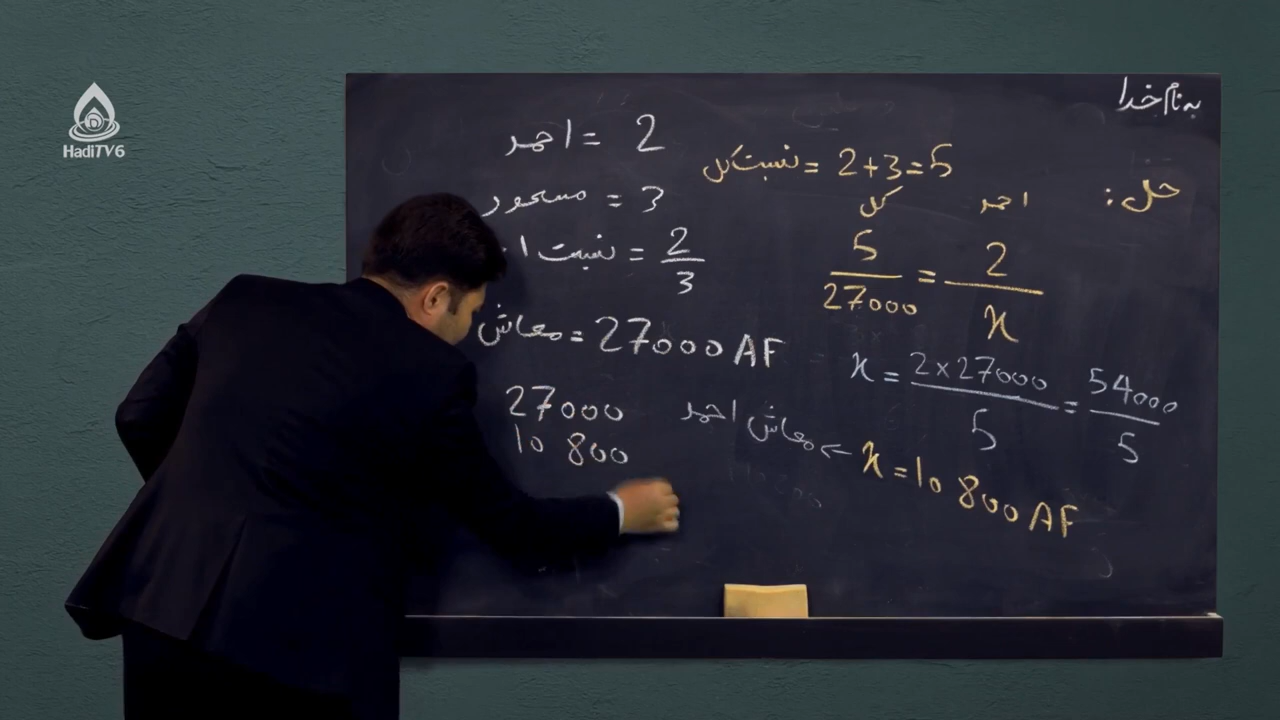 HadiTV6
به نام خدا
احمد = 2
مسحور = 3
نسبت = 2/3
معاش = 27000 AF
27000
10 800
نسبت کل = 2+3=5
حل:
کل احمد
5/27000 = 2/x
x = 2×27000/5 = 54000/5
معاش احمد ← x = 10 800 AF